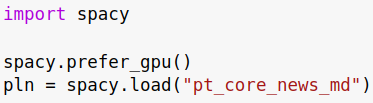 import spacy

spacy.prefer_gpu()
pln = spacy.load("pt_core_news_md")